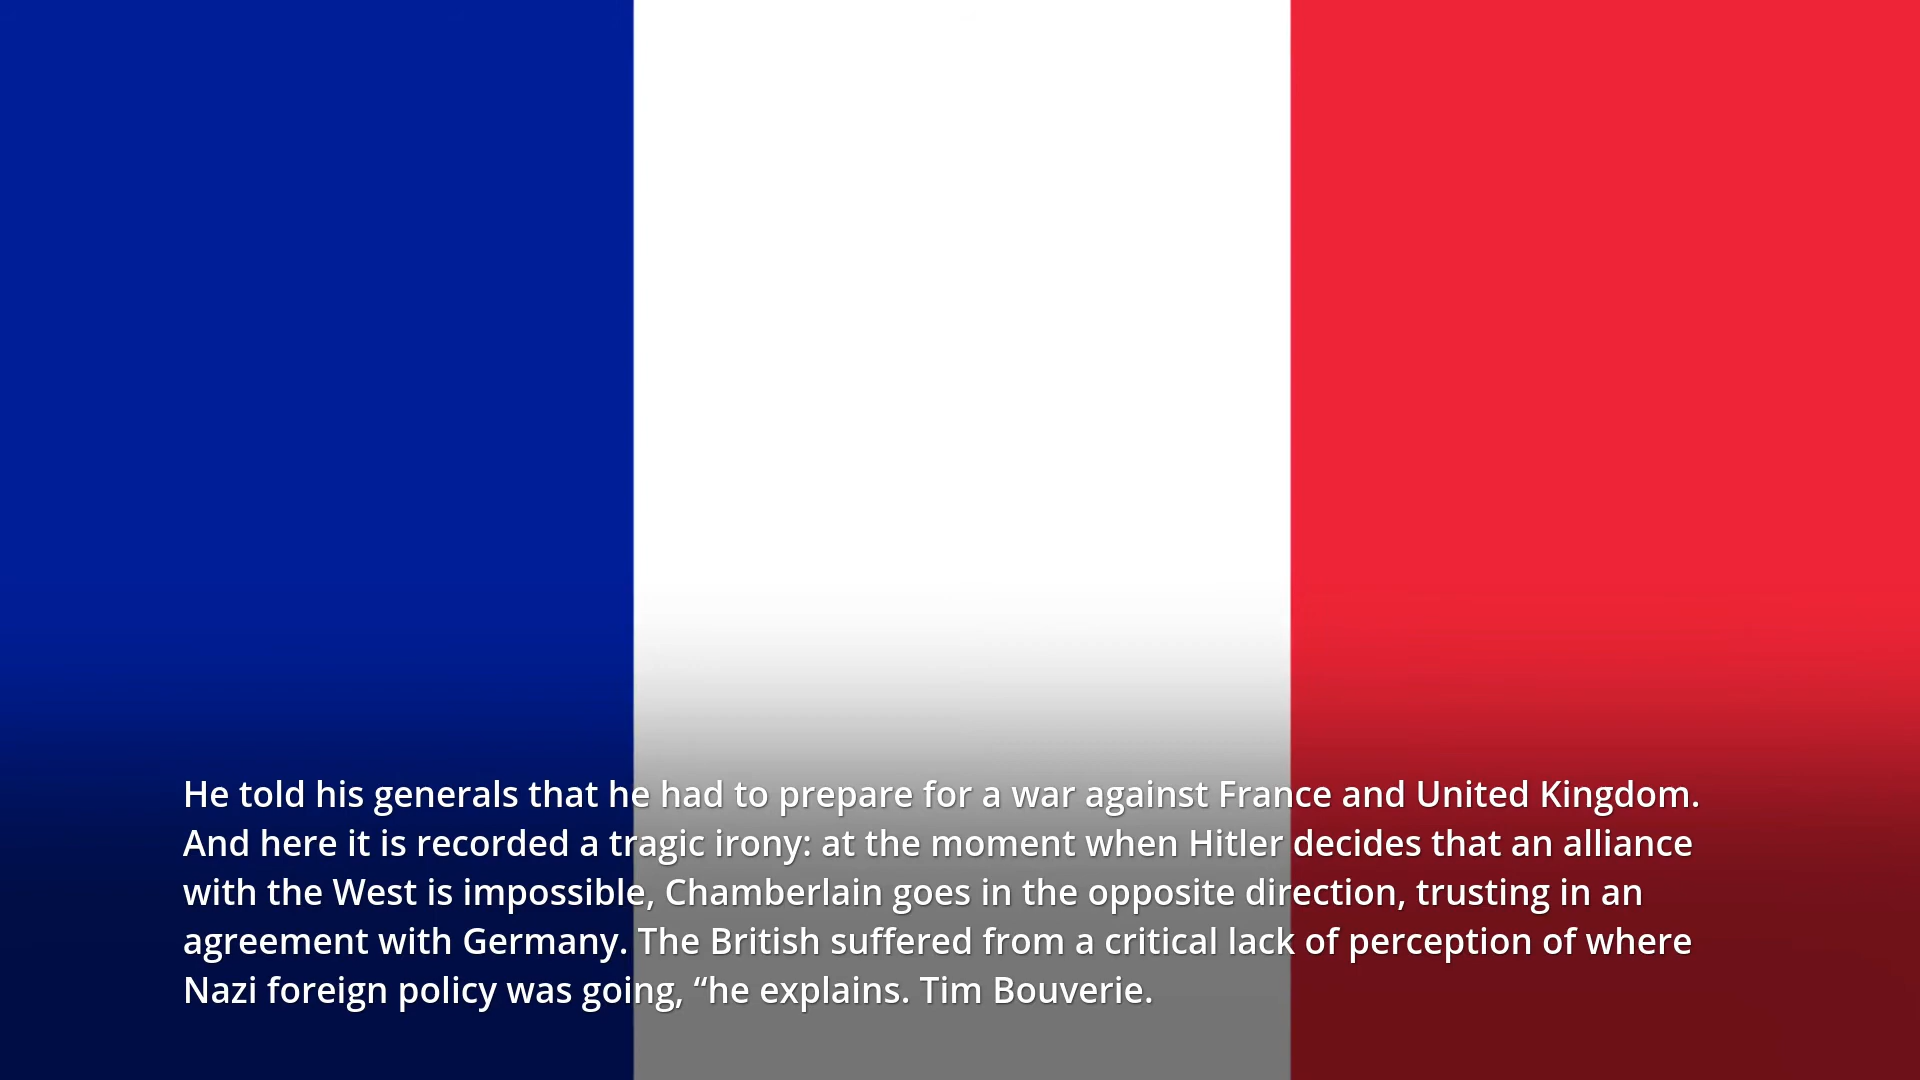 He told his generals that he had to prepare for a war against France and United Kingdom.
And here it is recorded a tragic irony: at the moment when Hitler decides that an alliance
with the West is impossible, Chamberlain goes in the opposite direction, trusting in an
agreement with Germany. The British suffered from a critical lack of perception of where
Nazi foreign policy was going, “he explains. Tim Bouverie.